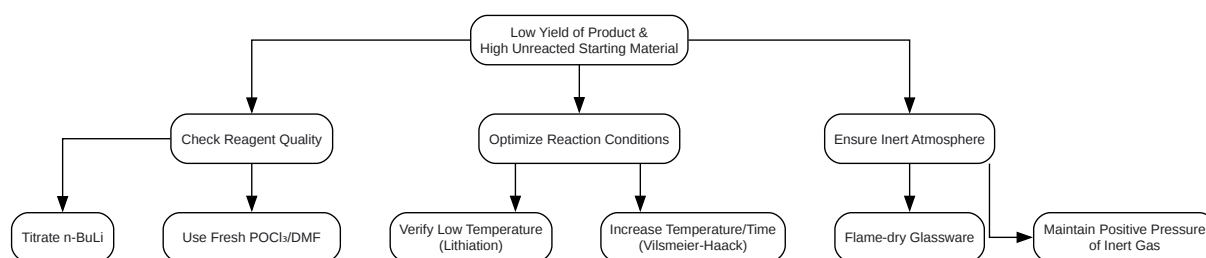 Low Yield of Product &
High Unreacted Starting Material
Check Reagent Quality
Optimize Reaction Conditions
Ensure Inert Atmosphere
Titrate n-BuLi
Use Fresh POCl₃/DMF
Verify Low Temperature
(Lithiation)
Increase Temperature/Time
(Vilsmeier-Haack)
Flame-dry Glassware
Maintain Positive Pressure
of Inert Gas